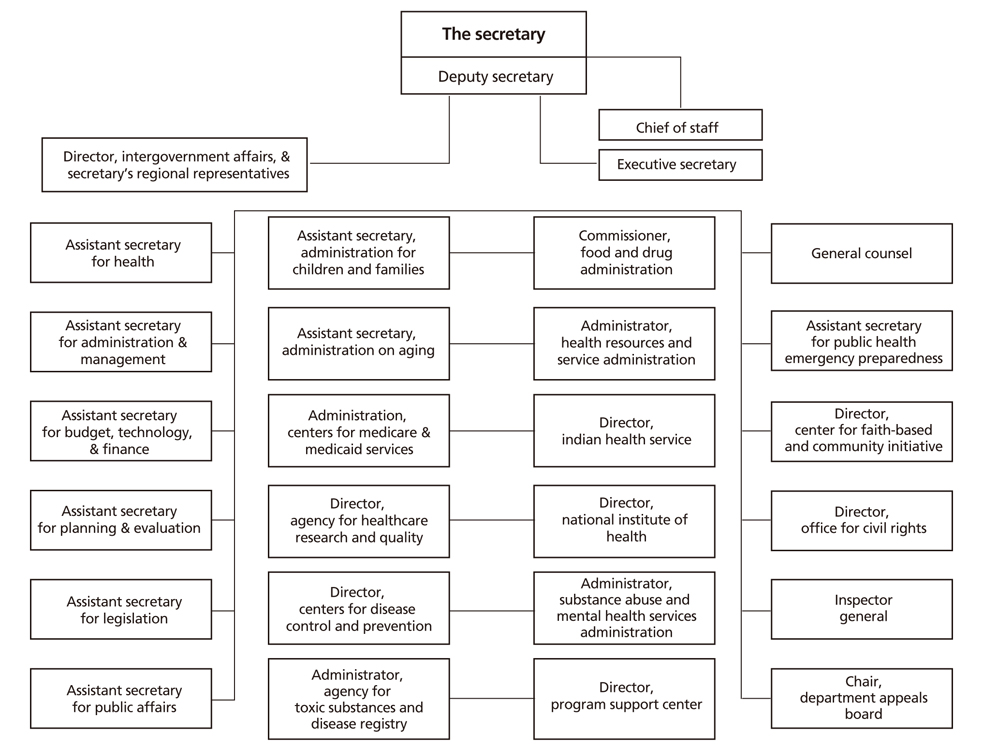 The secretary
Deputy secretary
Chief of staff
Executive secretary
Director, intergovernment affairs, &
secretary's regional representatives
Assistant secretary
for health
Assistant secretary,
administration for
children and families
Commissioner,
food and drug
administration
General counsel
Assistant secretary
for administration &
management
Assistant secretary,
administration on aging
Administrator,
health resources and
service administration
Assistant secretary
for public health
emergency preparedness
Assistant secretary
for budget, technology,
& finance
Administration,
centers for medicare &
medicaid services
Director,
indian health service
Director,
center for faith-based
and community initiative
Assistant secretary
for planning & evaluation
Director,
agency for healthcare
research and quality
Director,
national institute of
health
Director,
office for civil rights
Assistant secretary
for legislation
Director,
centers for disease
control and prevention
Administrator,
substance abuse and
mental health services
administration
Inspector
general
Assistant secretary
for public affairs
Administrator,
agency for
toxic substances and
disease registry
Director,
program support center
Chair,
department appeals
board